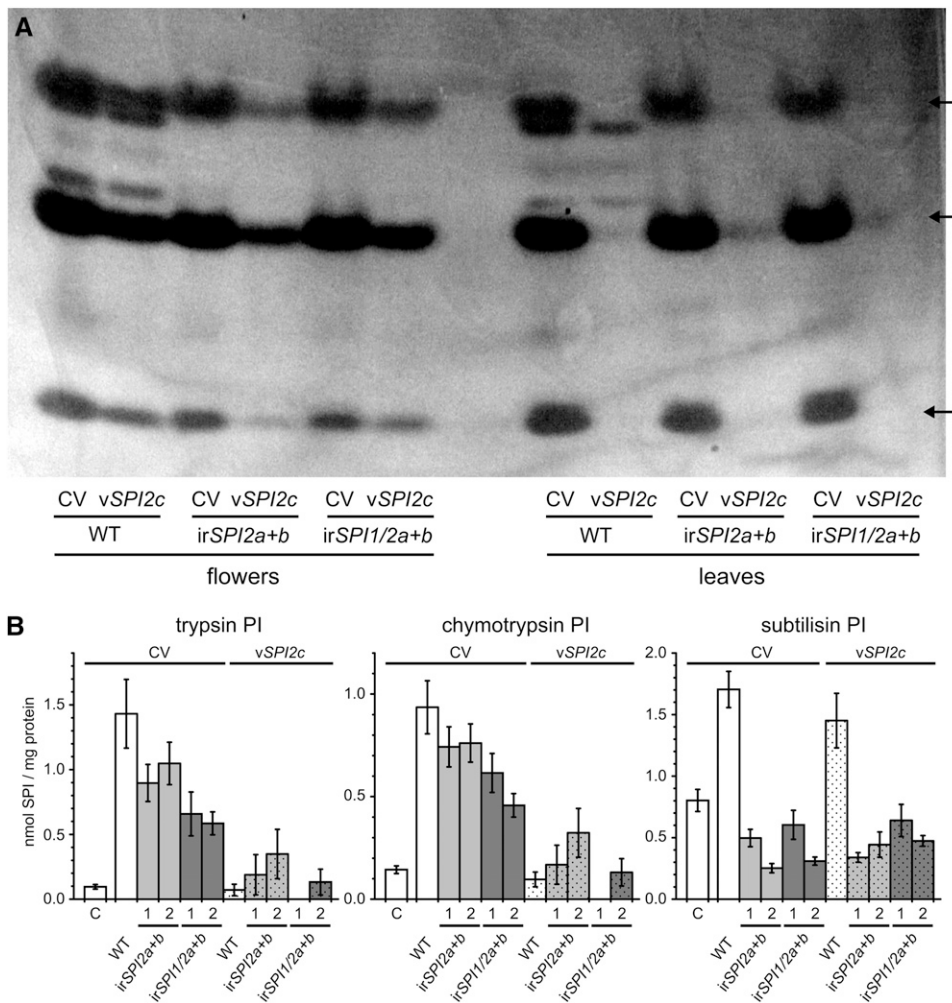 A
CV vSPI2c CV vSPI2c CV vSPI2c CV vSPI2c CV vSPI2c CV vSPI2c
WT irSPI2a+b irSPI1/2a+b WT irSPI2a+b irSPI1/2a+b
flowers leaves
B
trypsin PI chymotrypsin PI subtilisin PI
CV vSPI2c CV vSPI2c CV vSPI2c
nmol SPI / mg protein
1.5
1.0
0.5
0.0
1.0
0.5
0.0
2.0
1.5
1.0
0.5
0.0
C WT 1 2 1 2 WT 1 2 1 2
irSPI2a+b irSPI1/2a+b irSPI2a+b irSPI1/2a+b
C WT 1 2 1 2 WT 1 2 1 2
irSPI2a+b irSPI1/2a+b irSPI2a+b irSPI1/2a+b
C WT 1 2 1 2 WT 1 2 1 2
irSPI2a+b irSPI1/2a+b irSPI2a+b irSPI1/2a+b